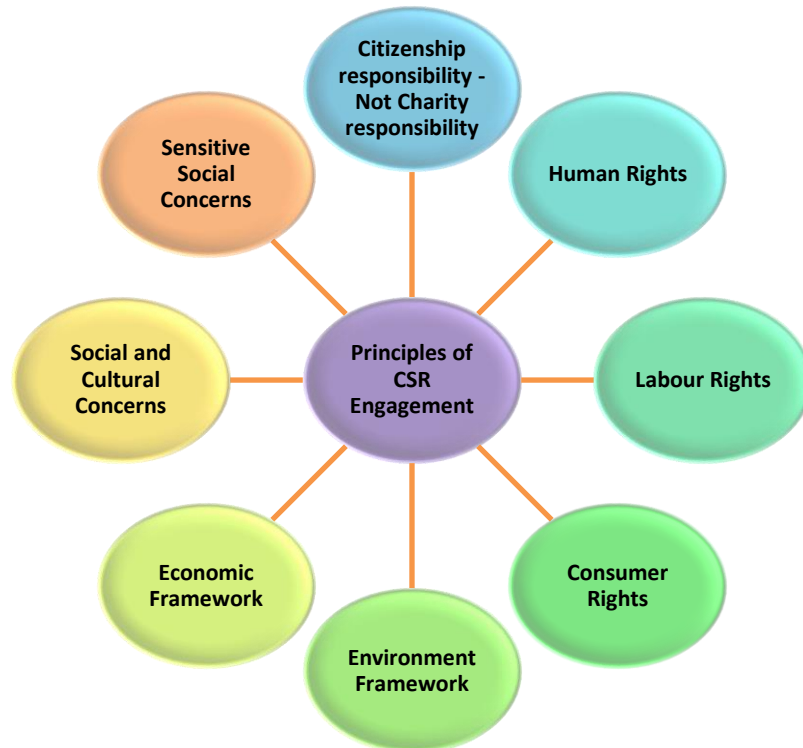 Citizenship
responsibility -
Not Charity
responsibility
Human Rights
Labour Rights
Consumer
Rights
Environment
Framework
Economic
Framework
Social and
Cultural
Concerns
Sensitive
Social
Concerns
Principles of
CSR
Engagement